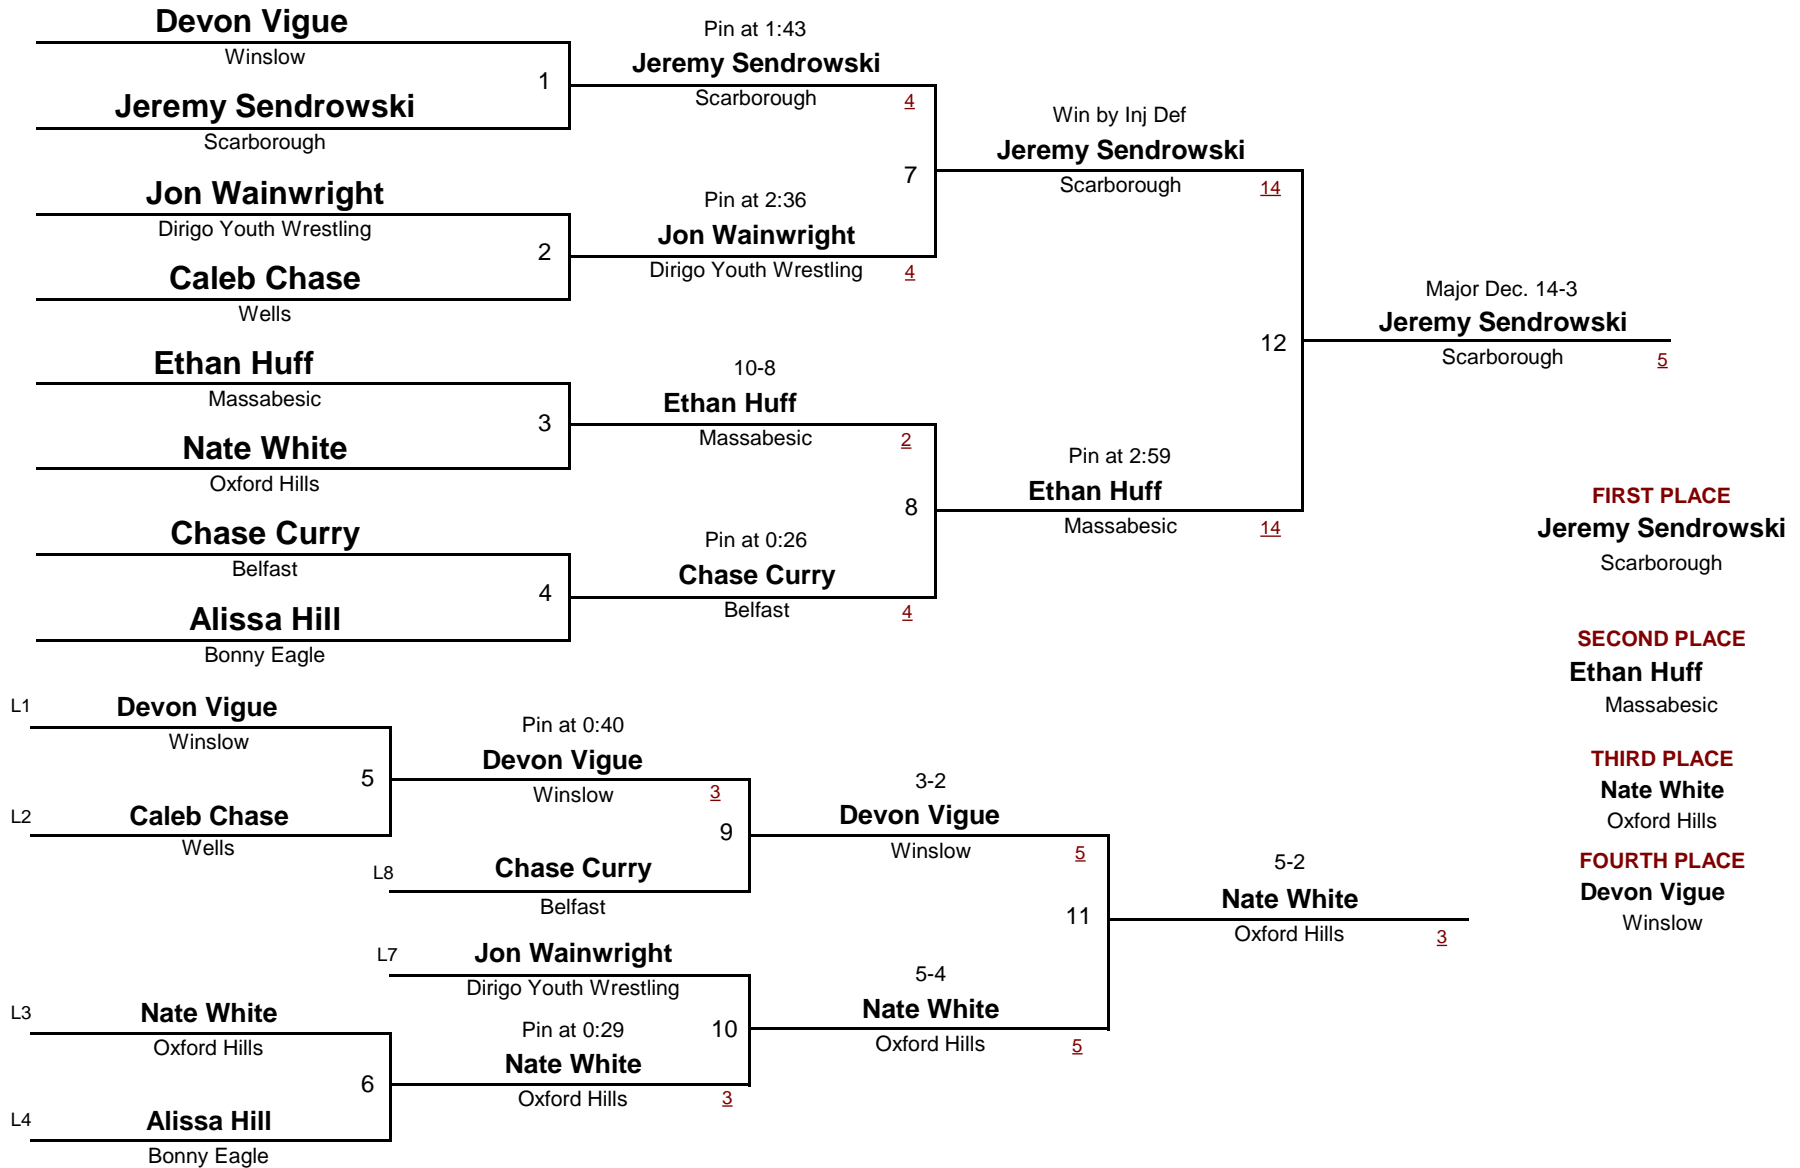 Devon Vigue
Winslow
1
Jeremy Sendrowski
Scarborough
Pin at 1:43
Jeremy Sendrowski
Scarborough
4
Jon Wainwright
Dirigo Youth Wrestling
2
Caleb Chase
Wells
Pin at 2:36
Jon Wainwright
Dirigo Youth Wrestling
4
7
Win by Inj Def
Jeremy Sendrowski
Scarborough
14
Ethan Huff
Massabesic
3
Nate White
Oxford Hills
10-8
Ethan Huff
Massabesic
2
Chase Curry
Belfast
4
Alissa Hill
Bonny Eagle
Pin at 0:26
Chase Curry
Belfast
4
8
Pin at 2:59
Ethan Huff
Massabesic
14
12
Major Dec. 14-3
Jeremy Sendrowski
Scarborough
5
FIRST PLACE
Jeremy Sendrowski
Scarborough
SECOND PLACE
Ethan Huff
Massabesic
THIRD PLACE
Nate White
Oxford Hills
FOURTH PLACE
Devon Vigue
Winslow
L1
Devon Vigue
Winslow
5
L2
Caleb Chase
Wells
Pin at 0:40
Devon Vigue
Winslow
3
9
L8
Chase Curry
Belfast
3-2
Devon Vigue
Winslow
5
L7
Jon Wainwright
Dirigo Youth Wrestling
10
L3
Nate White
Oxford Hills
6
L4
Alissa Hill
Bonny Eagle
Pin at 0:29
Nate White
Oxford Hills
3
5-4
Nate White
Oxford Hills
5
11
5-2
Nate White
Oxford Hills
3